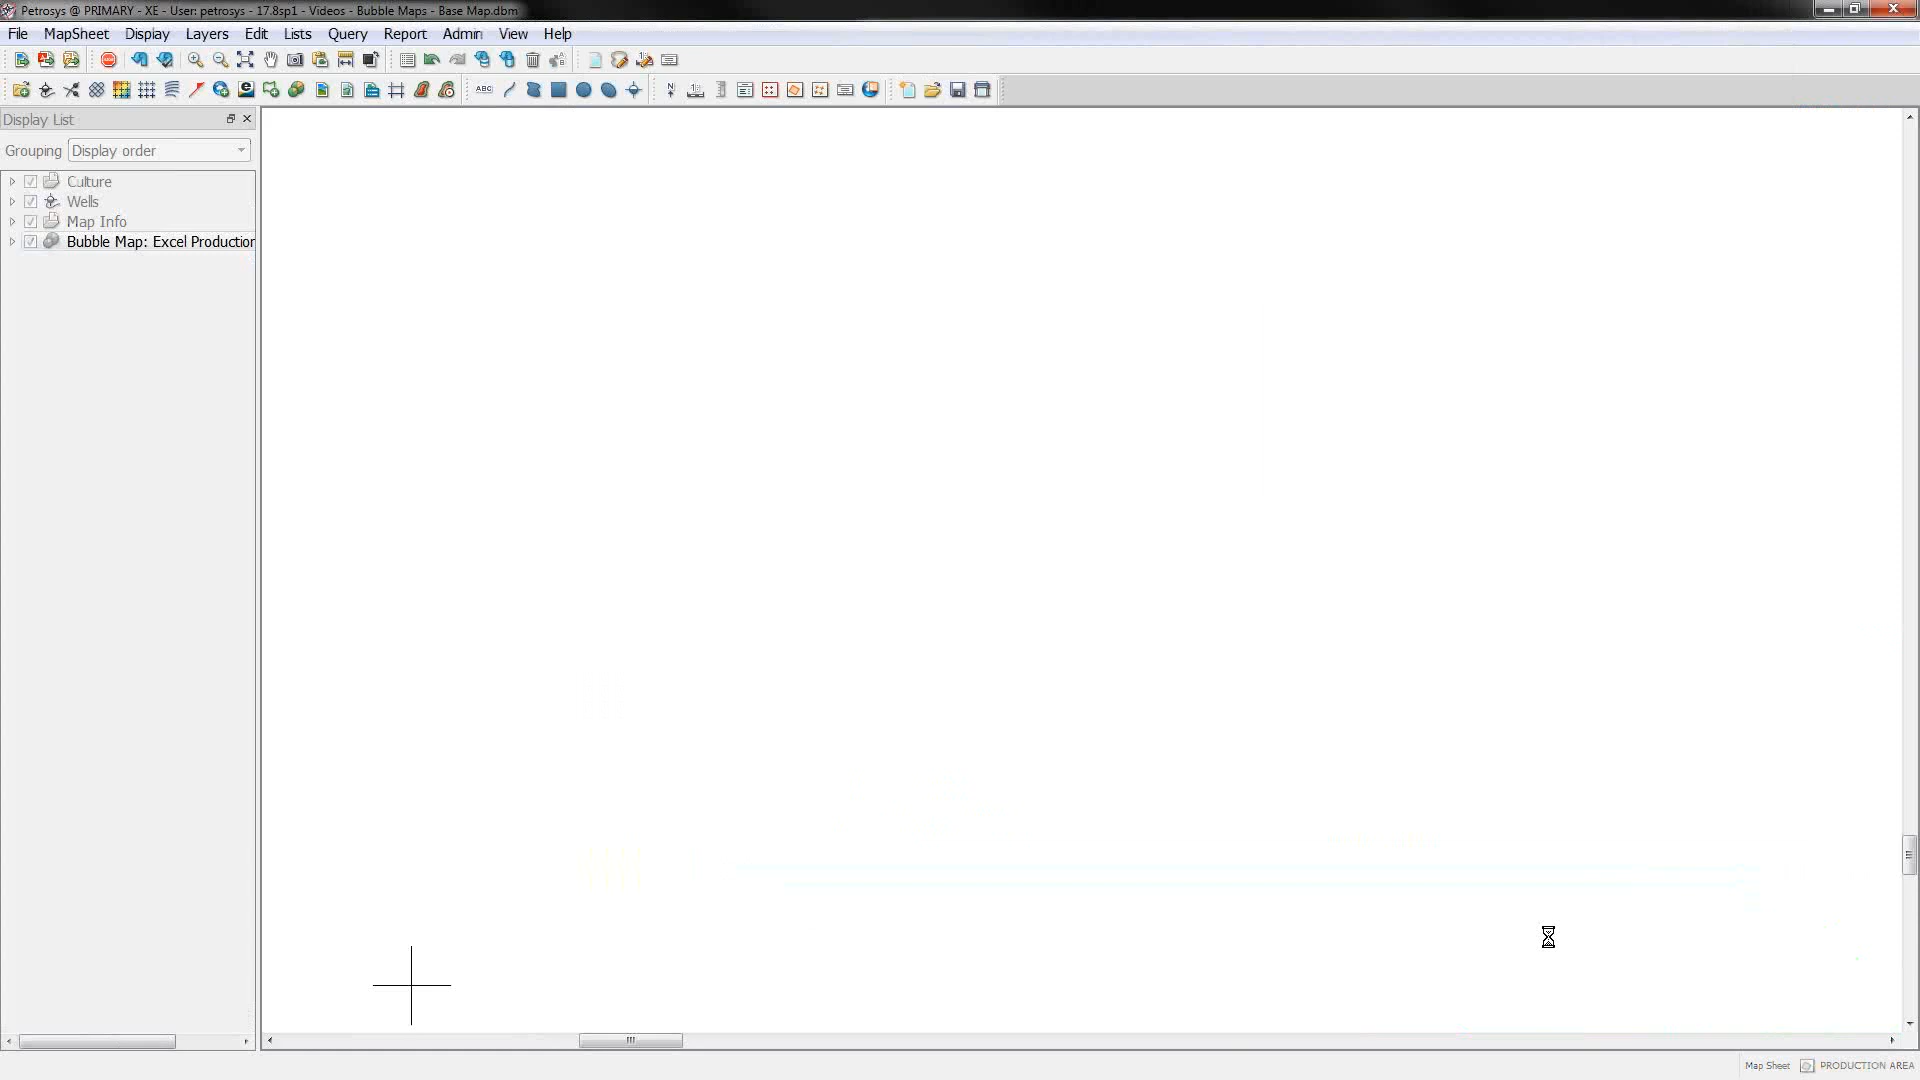 Petrosys @ PRIMARY - XE - User: petrosys - 17.8sp1 - Videos - Bubble Maps - Base Map.dbm
File MapSheet Display Layers Edit Lists Query Report Admin View Help
ABC
Display List
Grouping Display order
Culture
Wells
Map Info
Bubble Map: Excel Production
Map Sheet PRODUCTION AREA